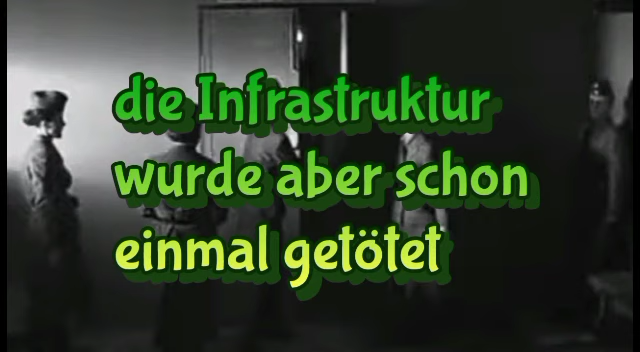 die Infrastruktur
wurde aber schon
einmal getötet